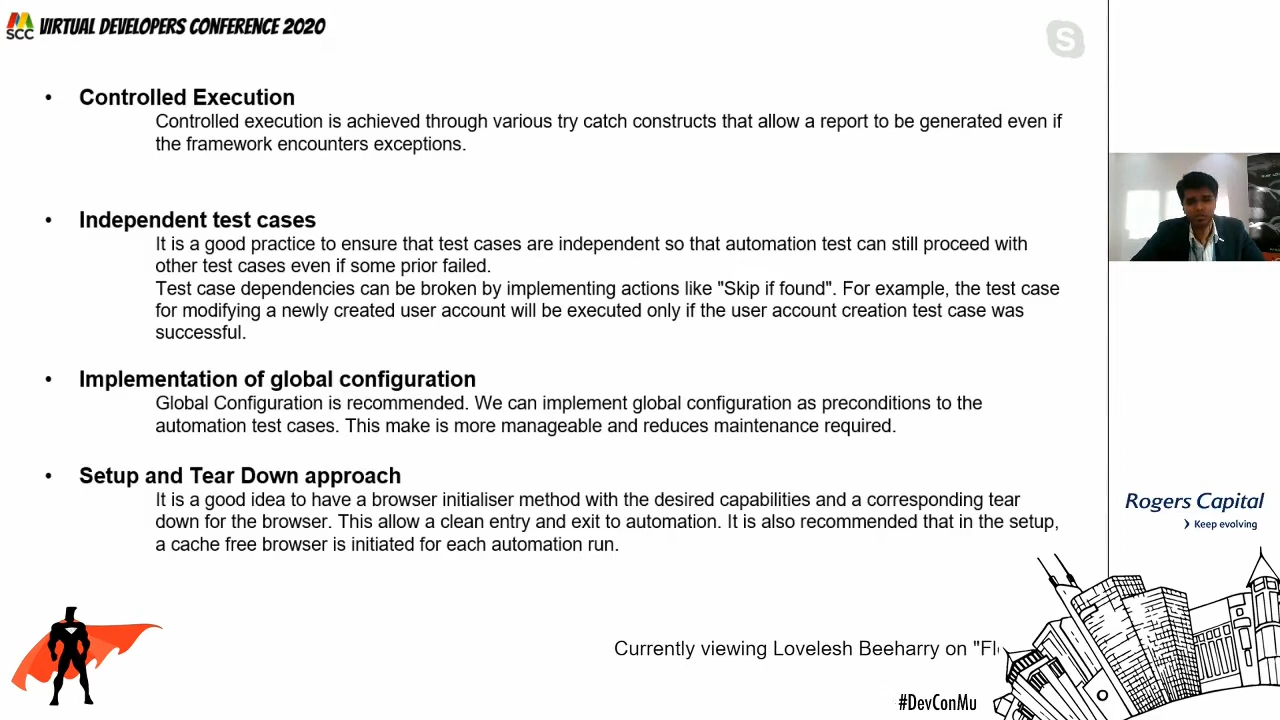 SCC VIRTUAL DEVELOPERS CONFERENCE 2020
S
• Controlled Execution
Controlled execution is achieved through various try catch constructs that allow a report to be generated even if
the framework encounters exceptions.
• Independent test cases
It is a good practice to ensure that test cases are independent so that automation test can still proceed with
other test cases even if some prior failed.
Test case dependencies can be broken by implementing actions like "Skip if found". For example, the test case
for modifying a newly created user account will be executed only if the user account creation test case was
successful.
• Implementation of global configuration
Global Configuration is recommended. We can implement global configuration as preconditions to the
automation test cases. This make is more manageable and reduces maintenance required.
• Setup and Tear Down approach
It is a good idea to have a browser initialiser method with the desired capabilities and a corresponding tear
down for the browser. This allow a clean entry and exit to automation. It is also recommended that in the setup,
a cache free browser is initiated for each automation run.
Rogers Capital
Keep evolving
Currently viewing Lovelesh Beeharry on "Fl
#DevConMu